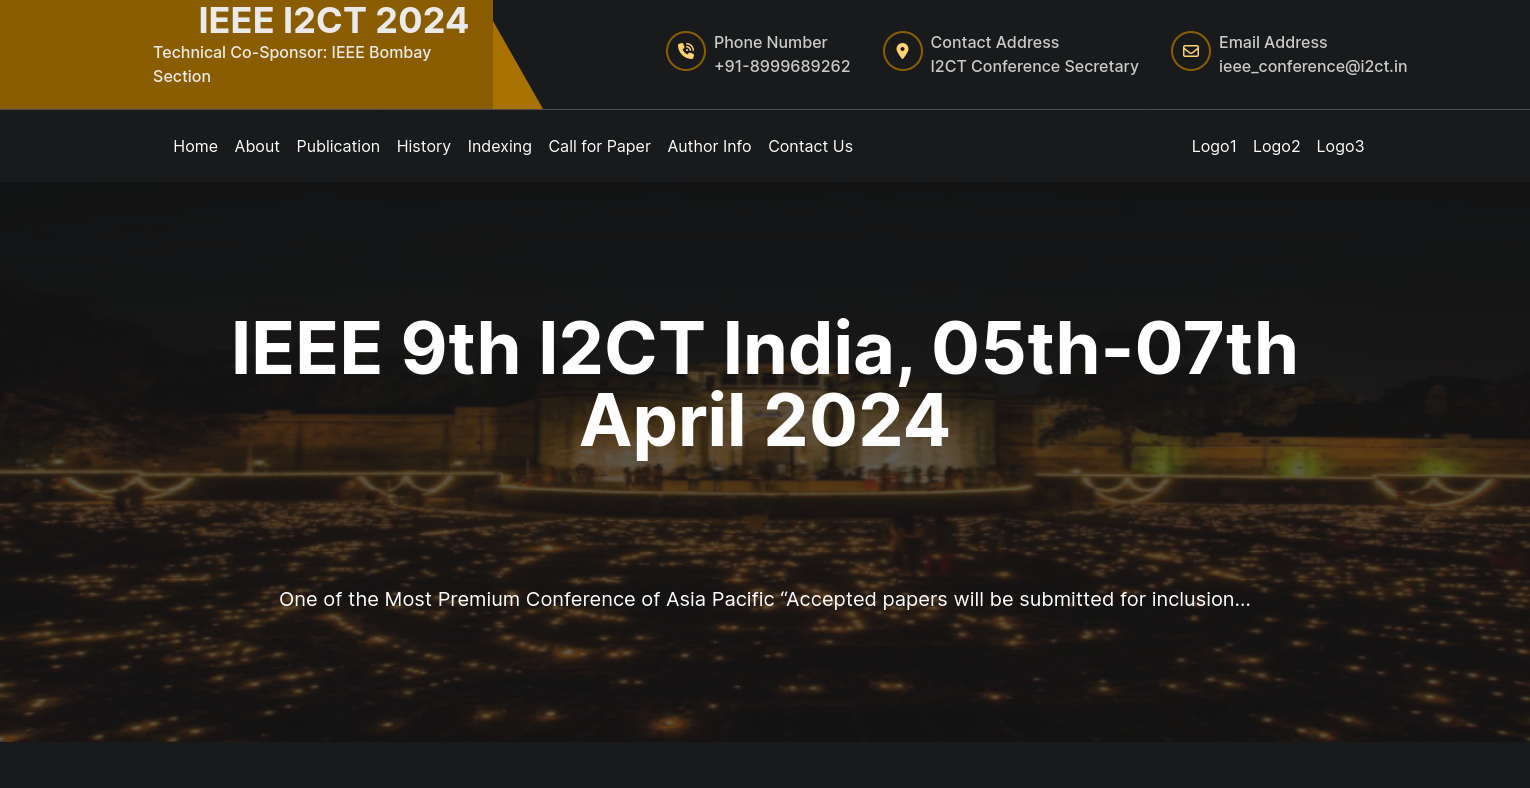 IEEE I2CT 2024
Technical Co-Sponsor: IEEE Bombay
Section
Phone Number
+91-8999689262
Contact Address
I2CT Conference Secretary
Email Address
ieee_conference@i2ct.in
Home About Publication History Indexing Call for Paper Author Info Contact Us
Logo1 Logo2 Logo3
IEEE 9th I2CT India, 05th-07th
April 2024
One of the Most Premium Conference of Asia Pacific “Accepted papers will be submitted for inclusion...